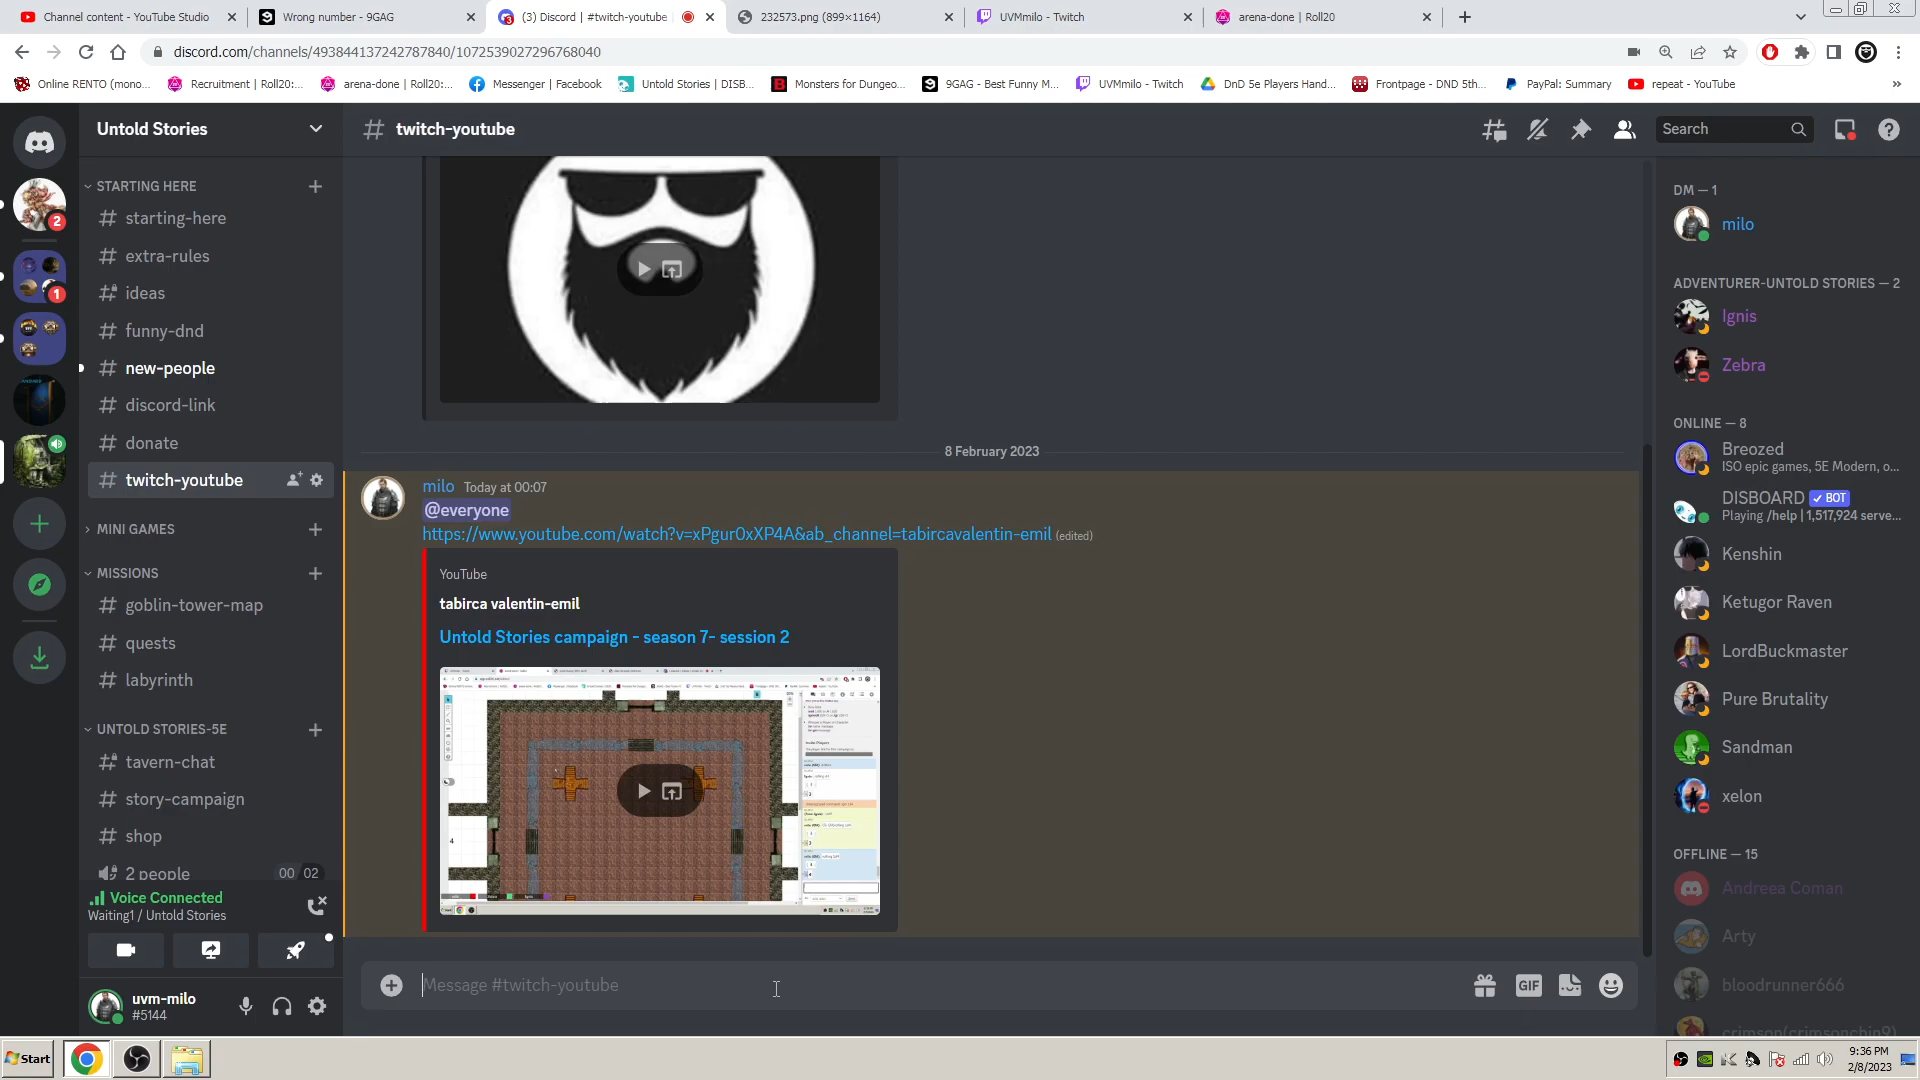 Channel content - YouTube Studio
Wrong number - 9GAG
(3) Discord | #twitch-youtube
232573.png (899×1164)
UVMmilo - Twitch
arena-done | Roll20
discord.com/channels/493844137242787840/1072539027296768040
Online RENTO (mono...
Recruitment | Roll20:...
arena-done | Roll20:...
Messenger | Facebook
Untold Stories | DISB...
Monsters for Dungeo...
9GAG - Best Funny M...
UVMmilo - Twitch
DnD 5e Players Hand...
Frontpage - DND 5th...
PayPal: Summary
repeat - YouTube
Untold Stories
twitch-youtube
Search
STARTING HERE
starting-here
extra-rules
ideas
funny-dnd
new-people
discord-link
donate
twitch-youtube
MINI GAMES
MISSIONS
goblin-tower-map
quests
labyrinth
UNTOLD STORIES-5E
tavern-chat
story-campaign
shop
2 people 00 02
Voice Connected
Waiting1 / Untold Stories
uvm-milo
#5144
2
1
8 February 2023
milo Today at 00:07
@everyone
https://www.youtube.com/watch?v=xPgur0xXP4A&ab_channel=tabircavalentin-emil (edited)
YouTube
tabirca valentin-emil
Untold Stories campaign - season 7- session 2
Message #twitch-youtube
GIF
DM — 1
milo
ADVENTURER-UNTOLD STORIES — 2
Ignis
Zebra
ONLINE — 8
Breozed
ISO epic games, 5E Modern, o...
DISBOARD ✓ BOT
Playing /help | 1,517,924 serve...
Kenshin
Ketugor Raven
LordBuckmaster
Pure Brutality
Sandman
xelon
OFFLINE — 15
Andreea Coman
Arty
bloodrunner666
crimson(crimsonchin9)
Start
9:36 PM
2/8/2023